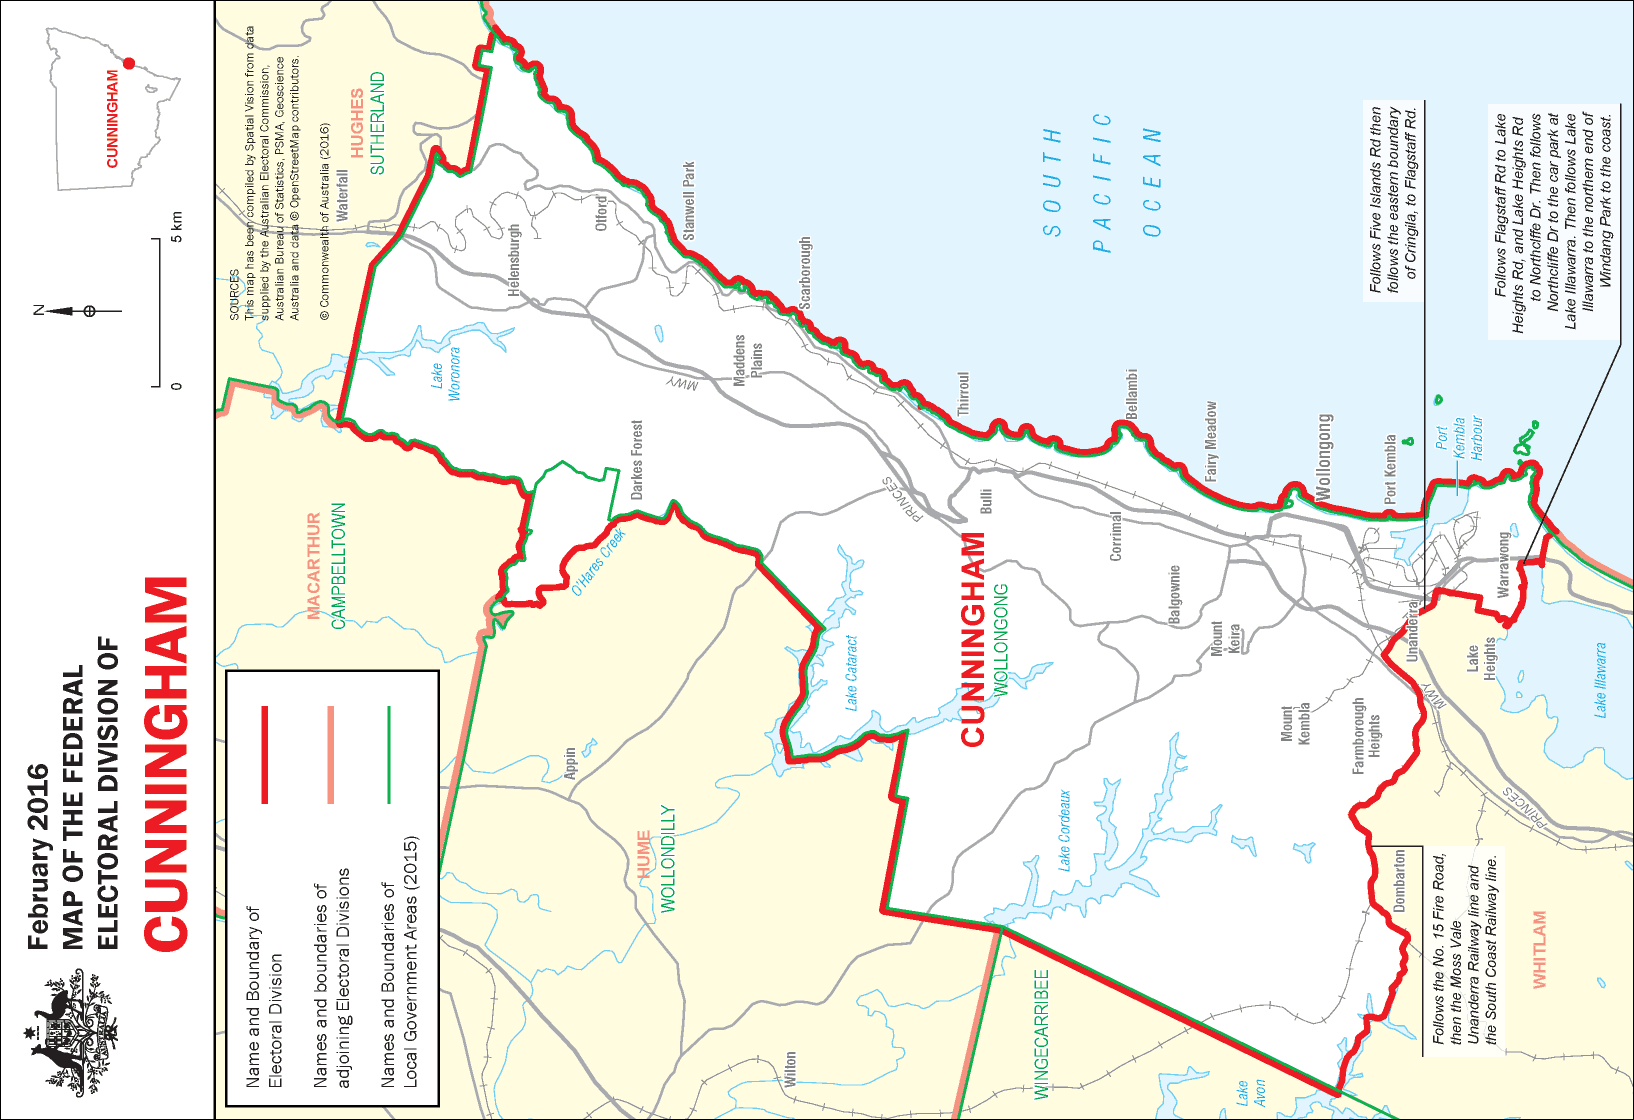 February 2016
MAP OF THE FEDERAL
ELECTORAL DIVISION OF
CUNNINGHAM
N
0
5 km
CUNNINGHAM
Name and Boundary of
Electoral Division
Names and boundaries of
adjoining Electoral Divisions
Names and Boundaries of
Local Government Areas (2015)
SOURCES
This map has been compiled by Spatial Vision from data
supplied by the Australian Electoral Commission,
Australian Bureau of Statistics, PSMA, Geoscience
Australia and data © OpenStreetMap contributors.
© Commonwealth of Australia (2016)
HUGHES
SUTHERLAND
Waterfall
MACARTHUR
CAMPBELLTOWN
Lake
Woronora
Helensburgh
Otford
Stanwell Park
Darkes Forest
O'Hares Creek
MWY
Maddens
Plains
Scarborough
Appin
HUME
WOLLONDILLY
Wilton
Lake Cataract
PRINCES
Thirroul
Bulli
CUNNINGHAM
WOLLONGONG
WINGECARRIBEE
Lake Cordeaux
Corrimal
Bellambi
Balgownie
Fairy Meadow
Mount
Keira
Lake
Avon
Mount
Kembla
Wollongong
Farmborough
Heights
Port Kembla
Unanderra
Dombarton
MWY
Port
Kembla
Harbour
Lake
Heights
Warrawong
PRINCES
WHITLAM
Lake Illawarra
SOUTH
PACIFIC
OCEAN
Follows Five Islands Rd then
follows the eastern boundary
of Cringila, to Flagstaff Rd.
Follows Flagstaff Rd to Lake
Heights Rd, and Lake Heights Rd
to Northcliffe Dr. Then follows
Northcliffe Dr to the car park at
Lake Illawarra. Then follows Lake
Illawarra to the northern end of
Windang Park to the coast.
Follows the No. 15 Fire Road,
then the Moss Vale
Unanderra Railway line and
the South Coast Railway line.